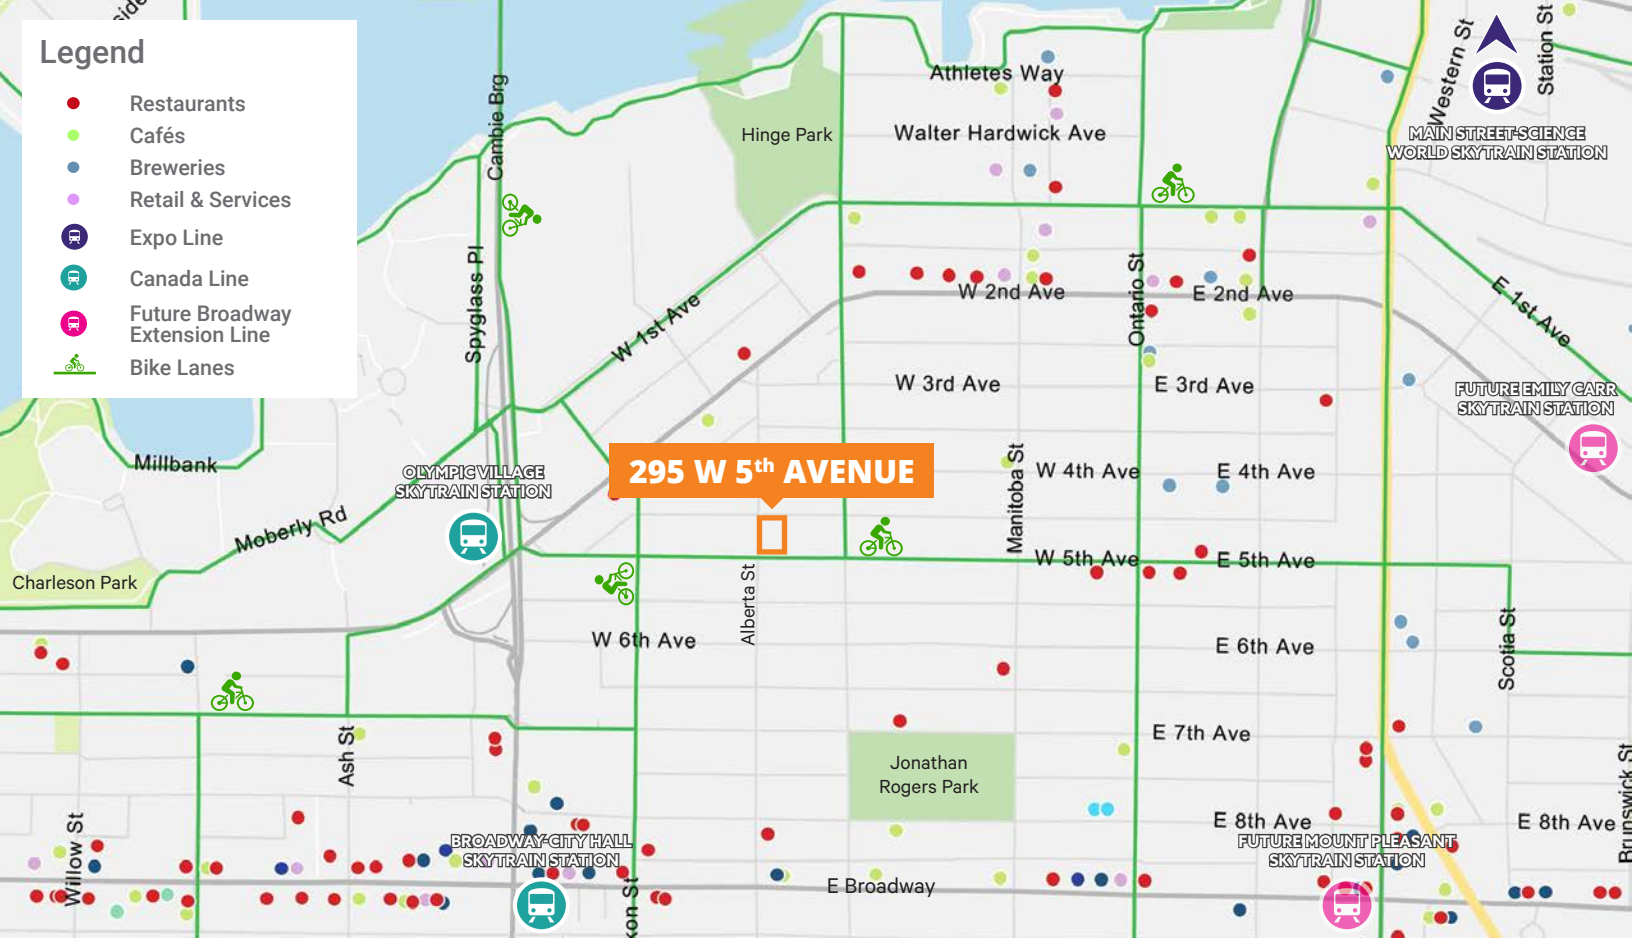 Legend
Restaurants
Cafés
Breweries
Retail & Services
Expo Line
Canada Line
Future Broadway
Extension Line
Bike Lanes
Cambie Brg
Spyglass Pl
Hinge Park
Athletes Way
Walter Hardwick Ave
Western St
Station St
MAIN STREET-SCIENCE
WORLD SKYTRAIN STATION
W 1st Ave
W 2nd Ave
Ontario St
E 2nd Ave
E 1st Ave
W 3rd Ave
E 3rd Ave
FUTURE EMILY CARR
SKYTRAIN STATION
Millbank
OLYMPIC VILLAGE
SKYTRAIN STATION
295 W 5th AVENUE
Manitoba St
W 4th Ave
E 4th Ave
Moberly Rd
Charleson Park
W 5th Ave
E 5th Ave
Alberta St
W 6th Ave
E 6th Ave
Scotia St
Ash St
E 7th Ave
Jonathan
Rogers Park
Willow St
BROADWAY-CITY HALL
SKYTRAIN STATION
E 8th Ave
FUTURE MOUNT PLEASANT
SKYTRAIN STATION
E 8th Ave
Brunswick St
E Broadway